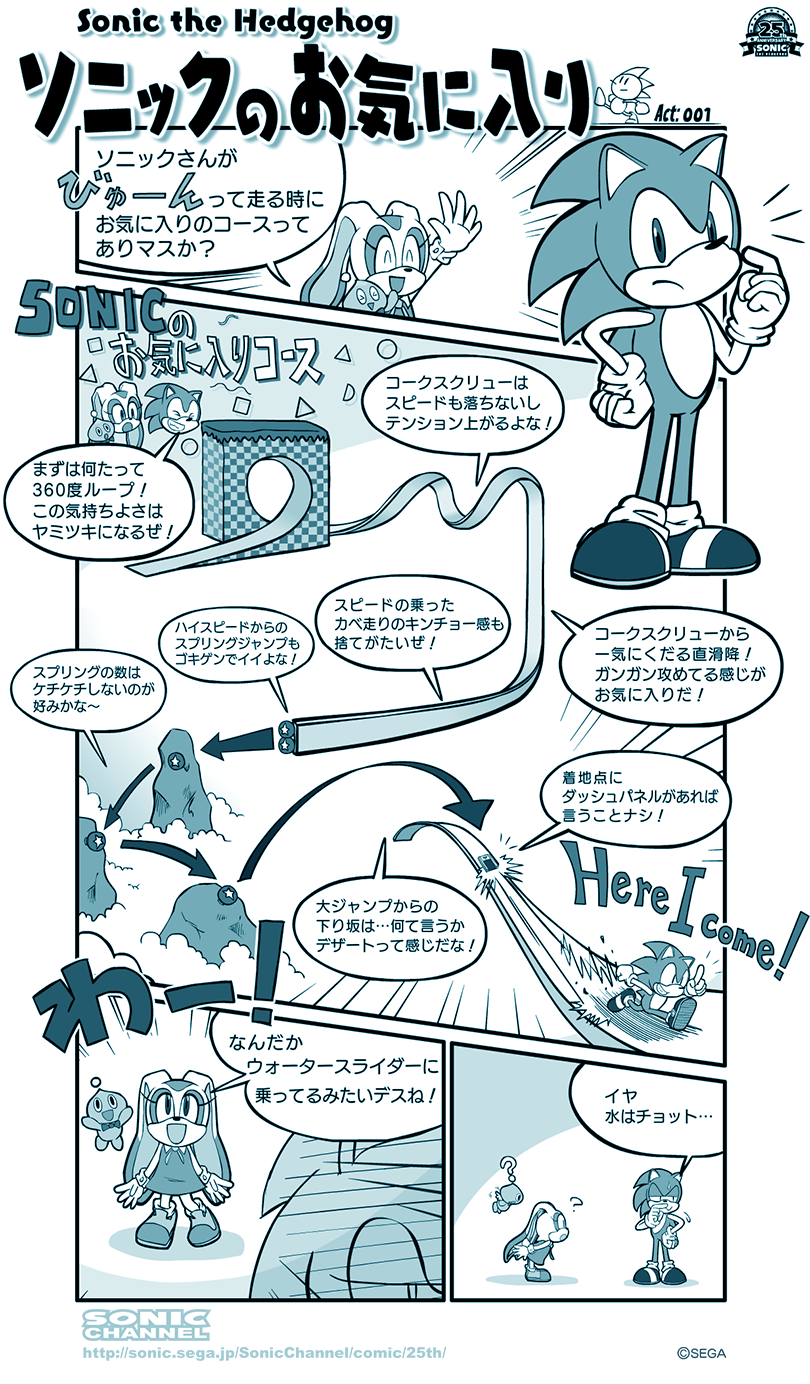 Sonic the Hedgehog
25th
ANNIVERSARY
SONIC
THE HEDGEHOG
ソニックのお気に入り
Act: 001
ソニックさんが
びゅーんって走る時に
お気に入りのコースって
ありマスか？
SONICの
お気に入りコース
コークスクリューは
スピードも落ちないし
テンション上がるよな！
まずは何たって
360度ループ！
この気持ちよさは
ヤミツキになるぜ！
コークスクリューから
一気にくだる直滑降！
ガンガン攻めてる感じが
お気に入りだ！
スピードの乗った
カベ走りのキンチョー感も
捨てがたいぜ！
ハイスピードからの
スプリングジャンプも
ゴキゲンでイイよな！
スプリングの数は
ケチケチしないのが
好みかな〜
大ジャンプからの
下り坂は…何て言うか
デザートって感じだな！
着地点に
ダッシュパネルがあれば
言うことナシ！
Here I come!
わー！
なんだか
ウォータースライダーに
乗ってるみたいデスね！
イヤ
水はチョット…
?
?
SONIC
CHANNEL
http://sonic.sega.jp/SonicChannel/comic/25th/
©SEGA